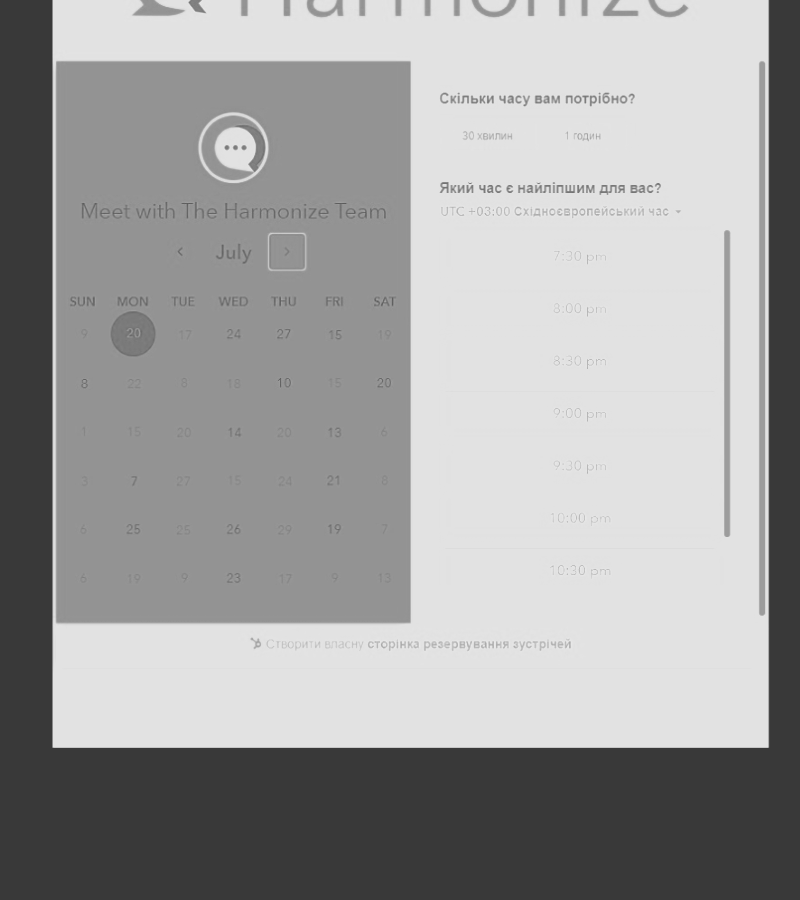 Harmonize
Meet with The Harmonize Team
July
SUN MON TUE WED THU FRI SAT
9 20 17 24 27 15 19
8 22 8 18 10 15 20
1 15 20 14 20 13 6
3 7 27 15 24 21 8
6 25 25 26 29 19 7
6 19 9 23 17 9 13
Скільки часу вам потрібно?
30 хвилин 1 годин
Який час є найліпшим для вас?
UTC +03:00 Східноєвропейський час
7:30 pm
8:00 pm
8:30 pm
9:00 pm
9:30 pm
10:00 pm
10:30 pm
Створити власну сторінка резервування зустрічей